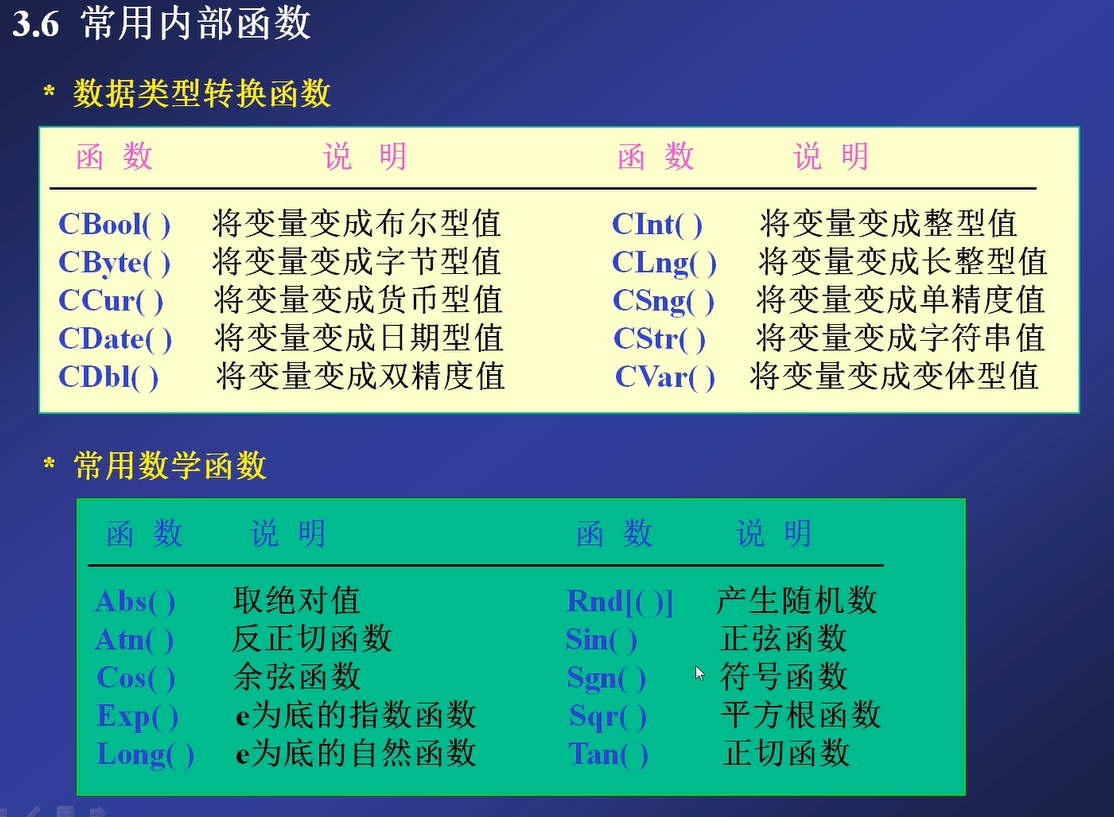 3.6 常用内部函数
* 数据类型转换函数
函 数 说 明 函 数 说 明
CBool( ) 将变量变成布尔型值 CInt( ) 将变量变成整型值
CByte( ) 将变量变成字节型值 CLng( ) 将变量变成长整型值
CCur( ) 将变量变成货币型值 CSng( ) 将变量变成单精度值
CDate( ) 将变量变成日期型值 CStr( ) 将变量变成字符串值
CDbl( ) 将变量变成双精度值 CVar( ) 将变量变成变体型值
* 常用数学函数
函 数 说 明 函 数 说 明
Abs( ) 取绝对值 Rnd[( )] 产生随机数
Atn( ) 反正切函数 Sin( ) 正弦函数
Cos( ) 余弦函数 Sgn( ) 符号函数
Exp( ) e为底的指数函数 Sqr( ) 平方根函数
Long( ) e为底的自然函数 Tan( ) 正切函数